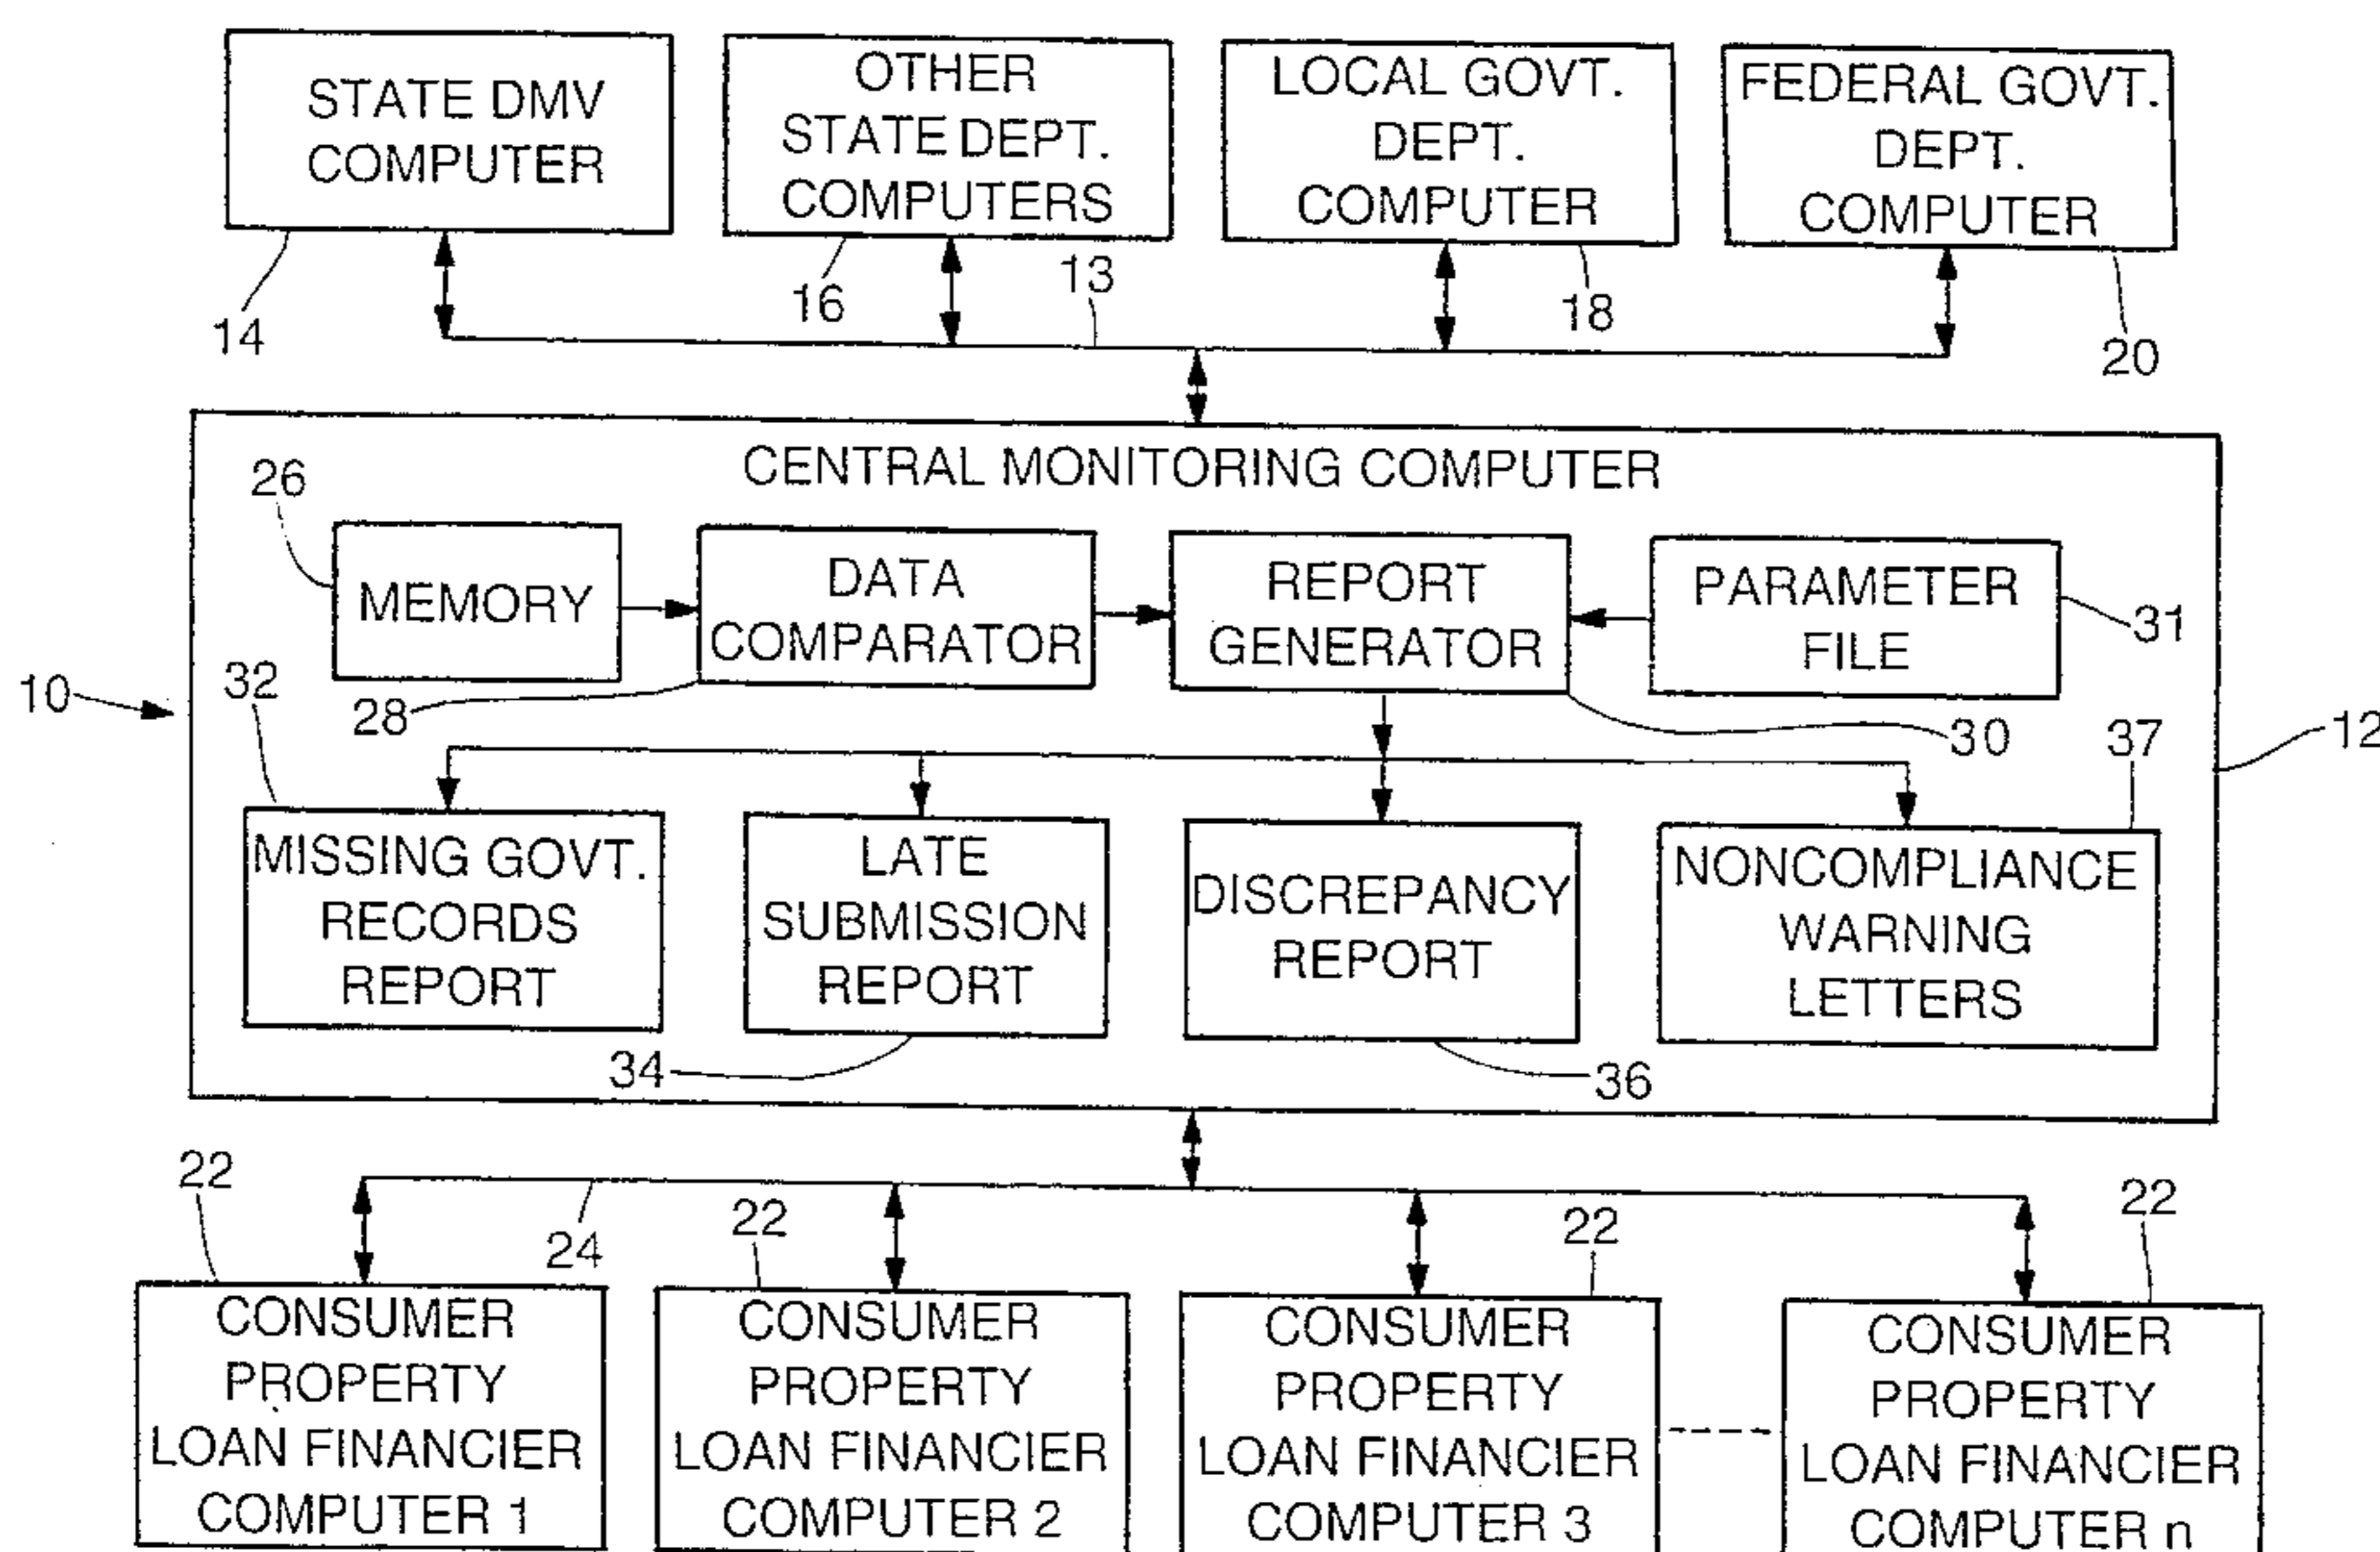 STATE DMV
COMPUTER
OTHER
STATE DEPT.
COMPUTERS
LOCAL GOVT.
DEPT.
COMPUTER
FEDERAL GOVT.
DEPT.
COMPUTER
14
16
13
18
20
CENTRAL MONITORING COMPUTER
26
MEMORY
DATA
COMPARATOR
REPORT
GENERATOR
PARAMETER
FILE
31
10
32
28
30
37
12
MISSING GOVT.
RECORDS
REPORT
LATE
SUBMISSION
REPORT
DISCREPANCY
REPORT
NONCOMPLIANCE
WARNING
LETTERS
34
36
22
24
22
22
22
CONSUMER
PROPERTY
LOAN FINANCIER
COMPUTER 1
CONSUMER
PROPERTY
LOAN FINANCIER
COMPUTER 2
CONSUMER
PROPERTY
LOAN FINANCIER
COMPUTER 3
CONSUMER
PROPERTY
LOAN FINANCIER
COMPUTER n